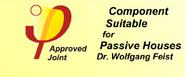 Component
Suitable
for
Passive Houses
Dr. Wolfgang Feist
Approved
Joint